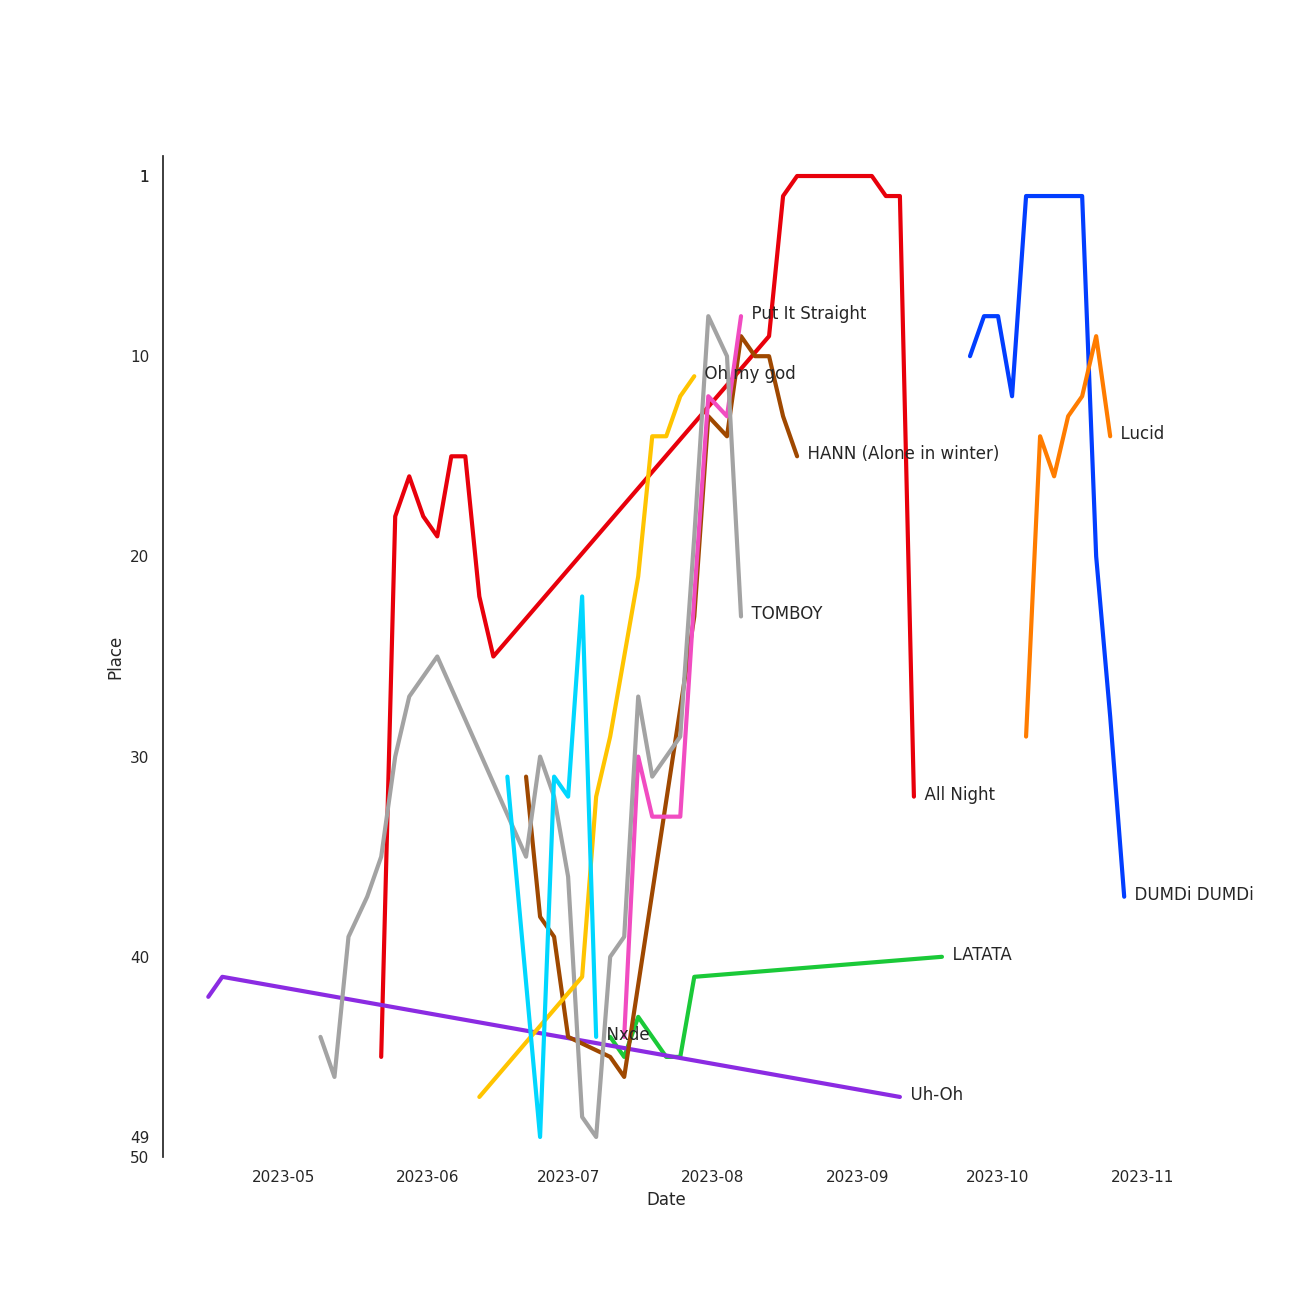 1
Put It Straight
10
Oh my god
Lucid
HANN (Alone in winter)
20
TOMBOY
Place
30
All Night
DUMDi DUMDi
40
LATATA
Nxde
Uh-Oh
49
50
2023-05 2023-06 2023-07 2023-08 2023-09 2023-10 2023-11
Date